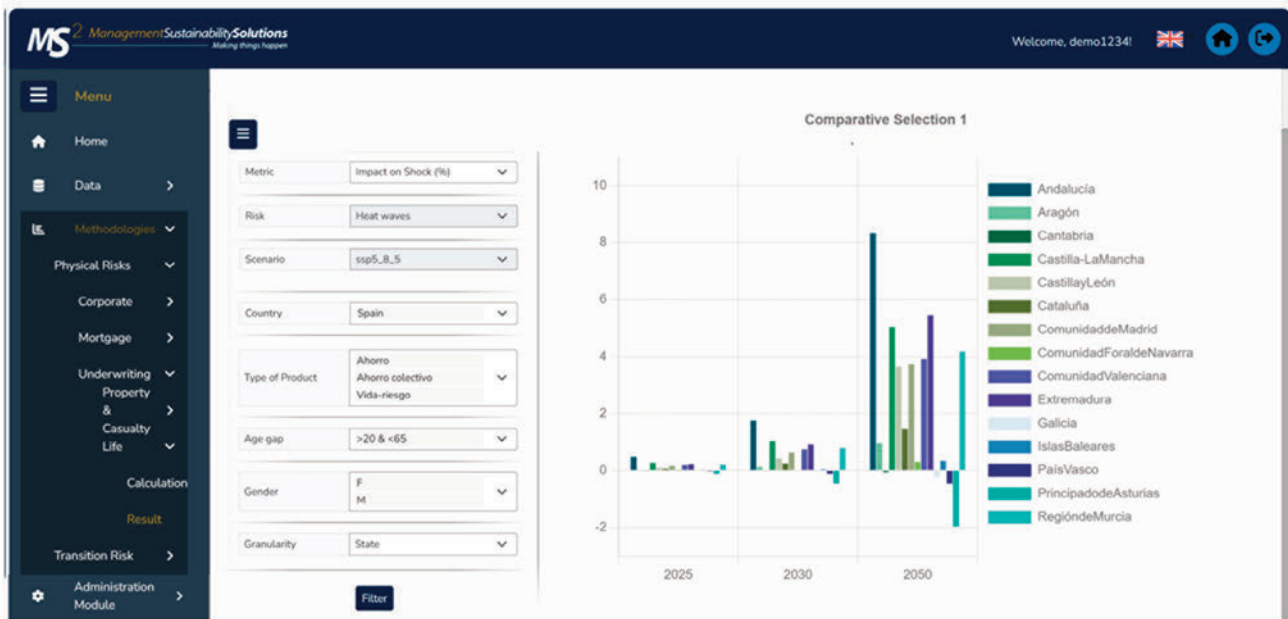 MS2 ManagementSustainabilitySolutions
Making things happen
Welcome, demo1234!
Menu
Home
Data
Methodologies
Physical Risks
Corporate
Mortgage
Underwriting
Property
&
Casualty
Life
Calculation
Result
Transition Risk
Administration
Module
Metric Impact on Shock (%)
Risk Heat waves
Scenario ssp5_8_5
Country Spain
Type of Product
Ahorro
Ahorro colectivo
Vida-riesgo
Age gap >20 & <65
Gender
F
M
Granularity State
Filter
Comparative Selection 1
10
8
6
4
2
0
-2
2025 2030 2050
Andalucía
Aragón
Cantabria
Castilla-LaMancha
CastillayLeón
Cataluña
ComunidaddeMadrid
ComunidadForaldeNavarra
ComunidadValenciana
Extremadura
Galicia
IslasBaleares
PaísVasco
PrincipadodeAsturias
RegióndeMurcia